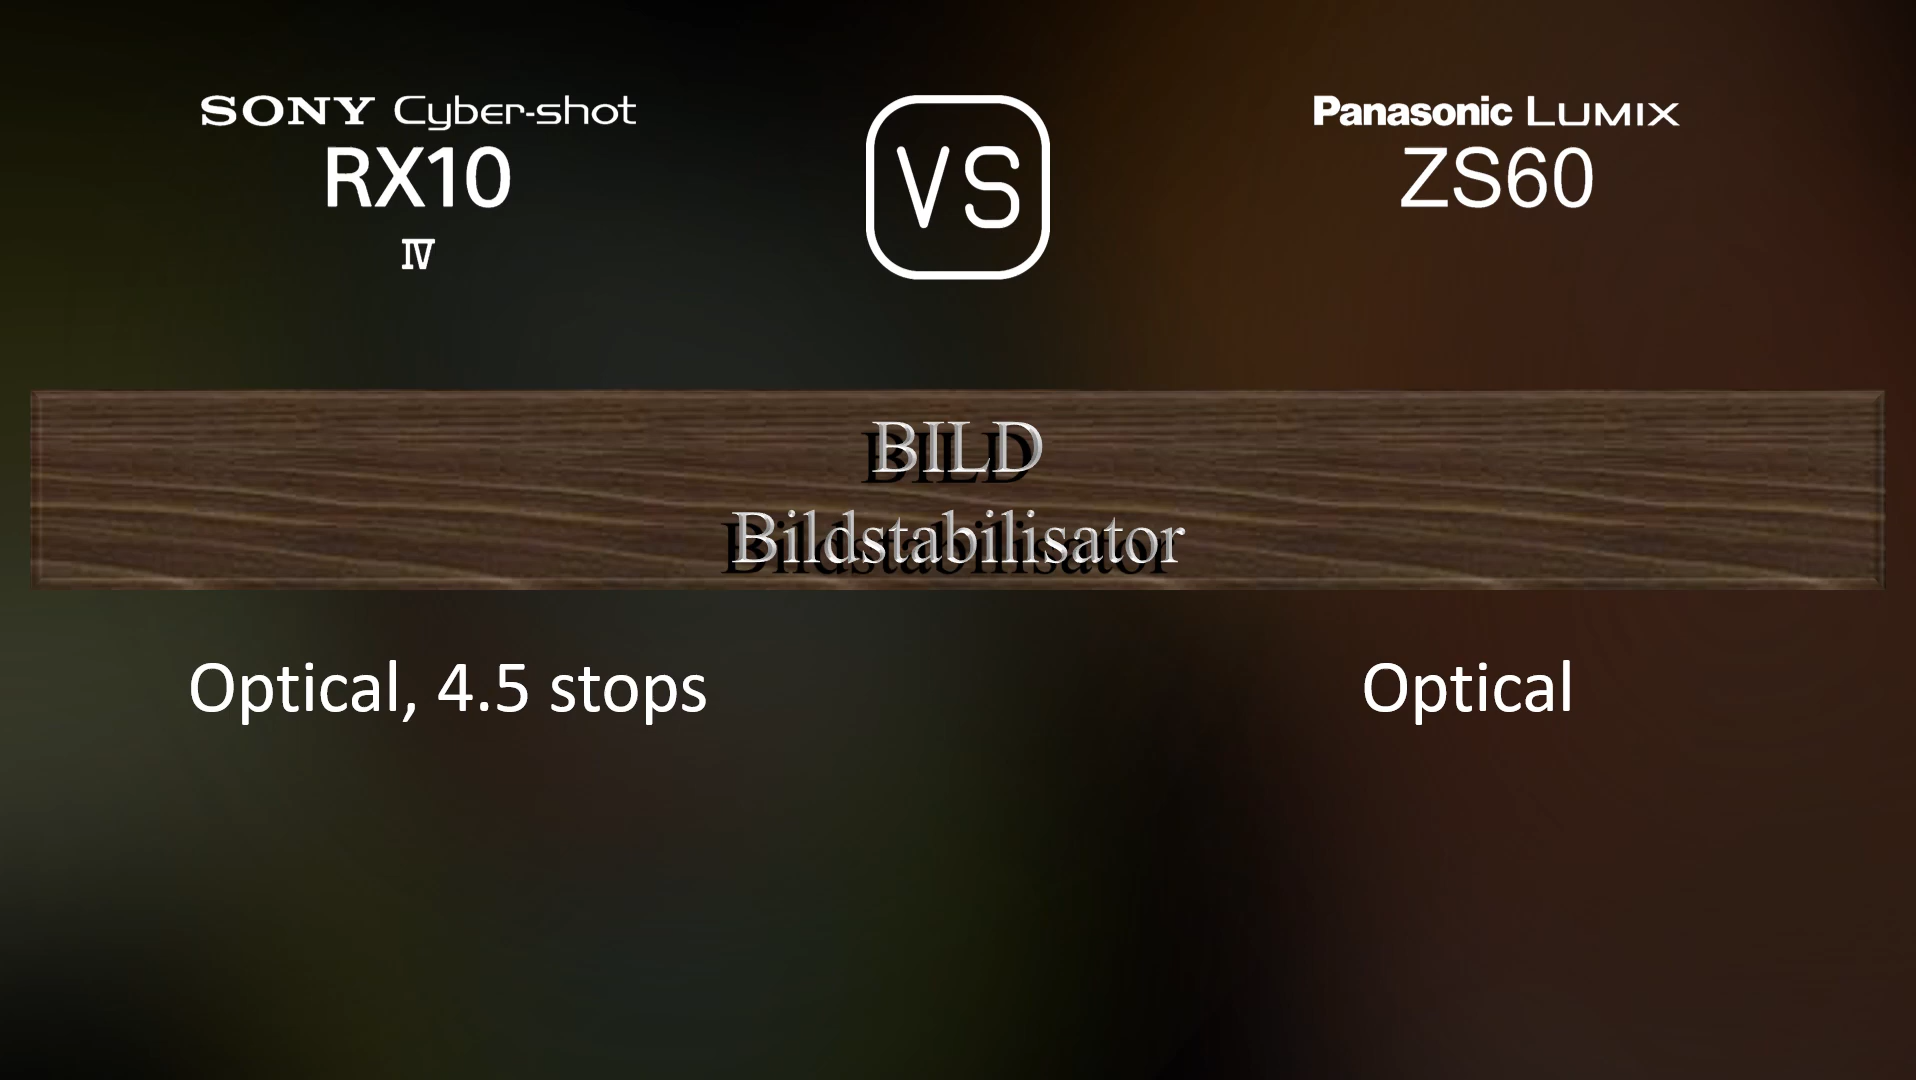 SONY Cyber-shot
RX10
IV
VS
Panasonic LUMIX
ZS60
BILD
Bildstabilisator
Optical, 4.5 stops
Optical